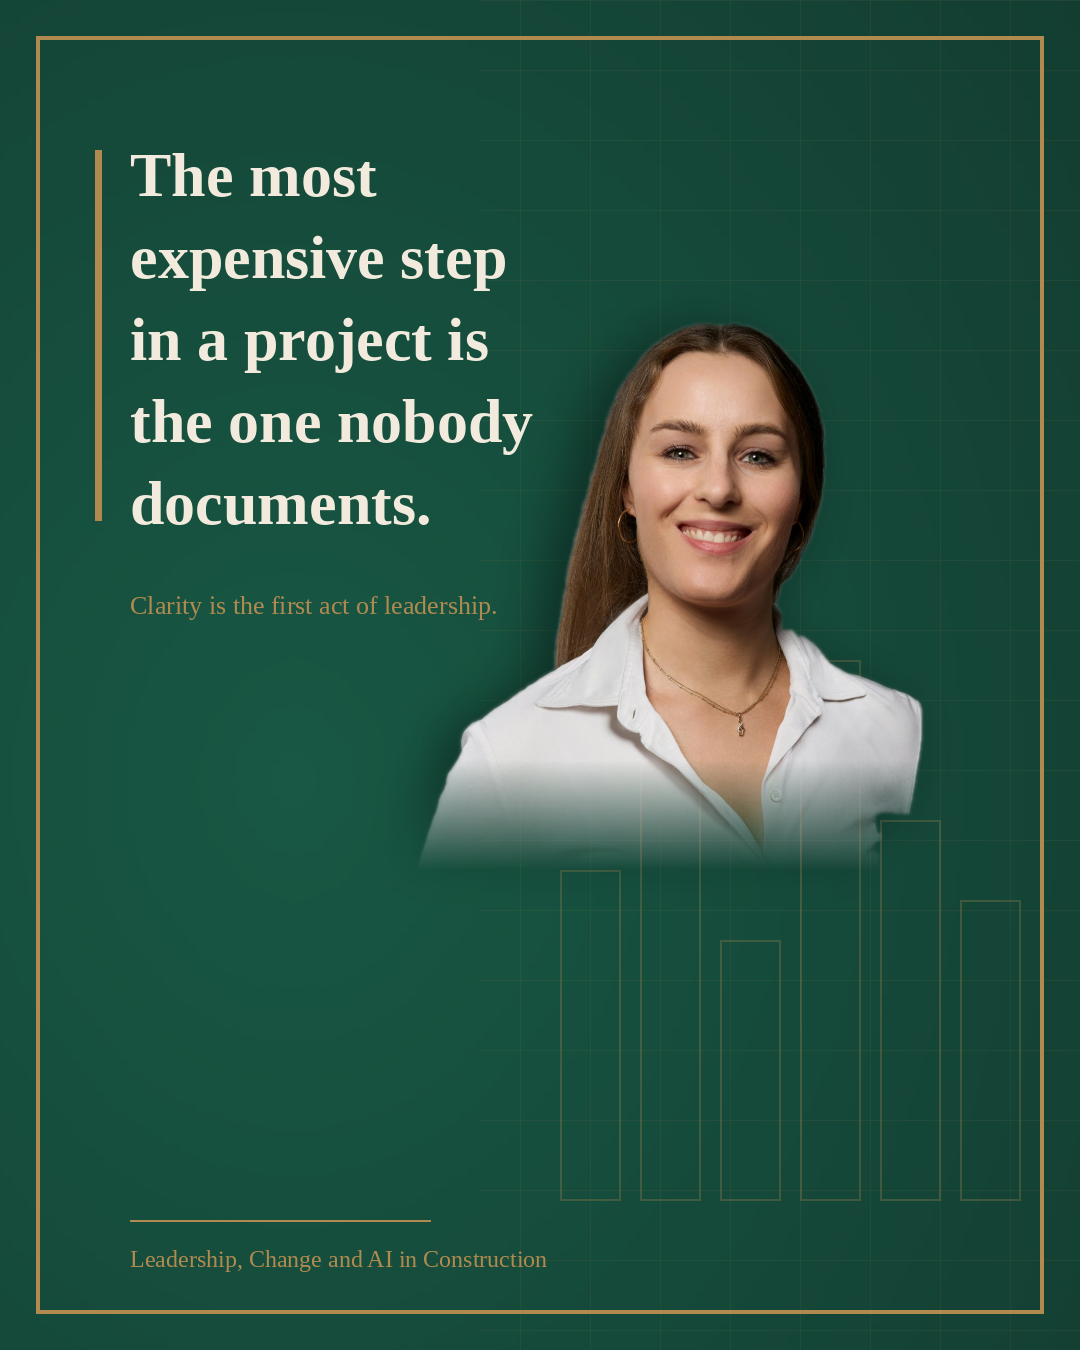 The most
expensive step
in a project is
the one nobody
documents.
Clarity is the first act of leadership.
Leadership, Change and AI in Construction